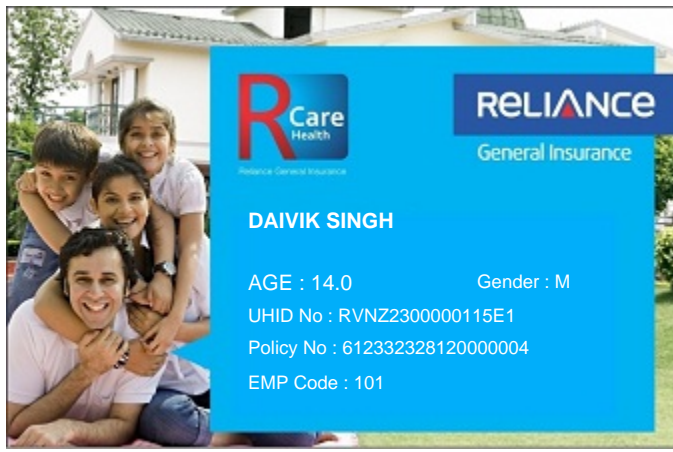 R Care
Health
Reliance General Insurance
RELIANCE
General Insurance
DAIVIK SINGH
AGE : 14.0 Gender : M
UHID No : RVNZ2300000115E1
Policy No : 612332328120000004
EMP Code : 101